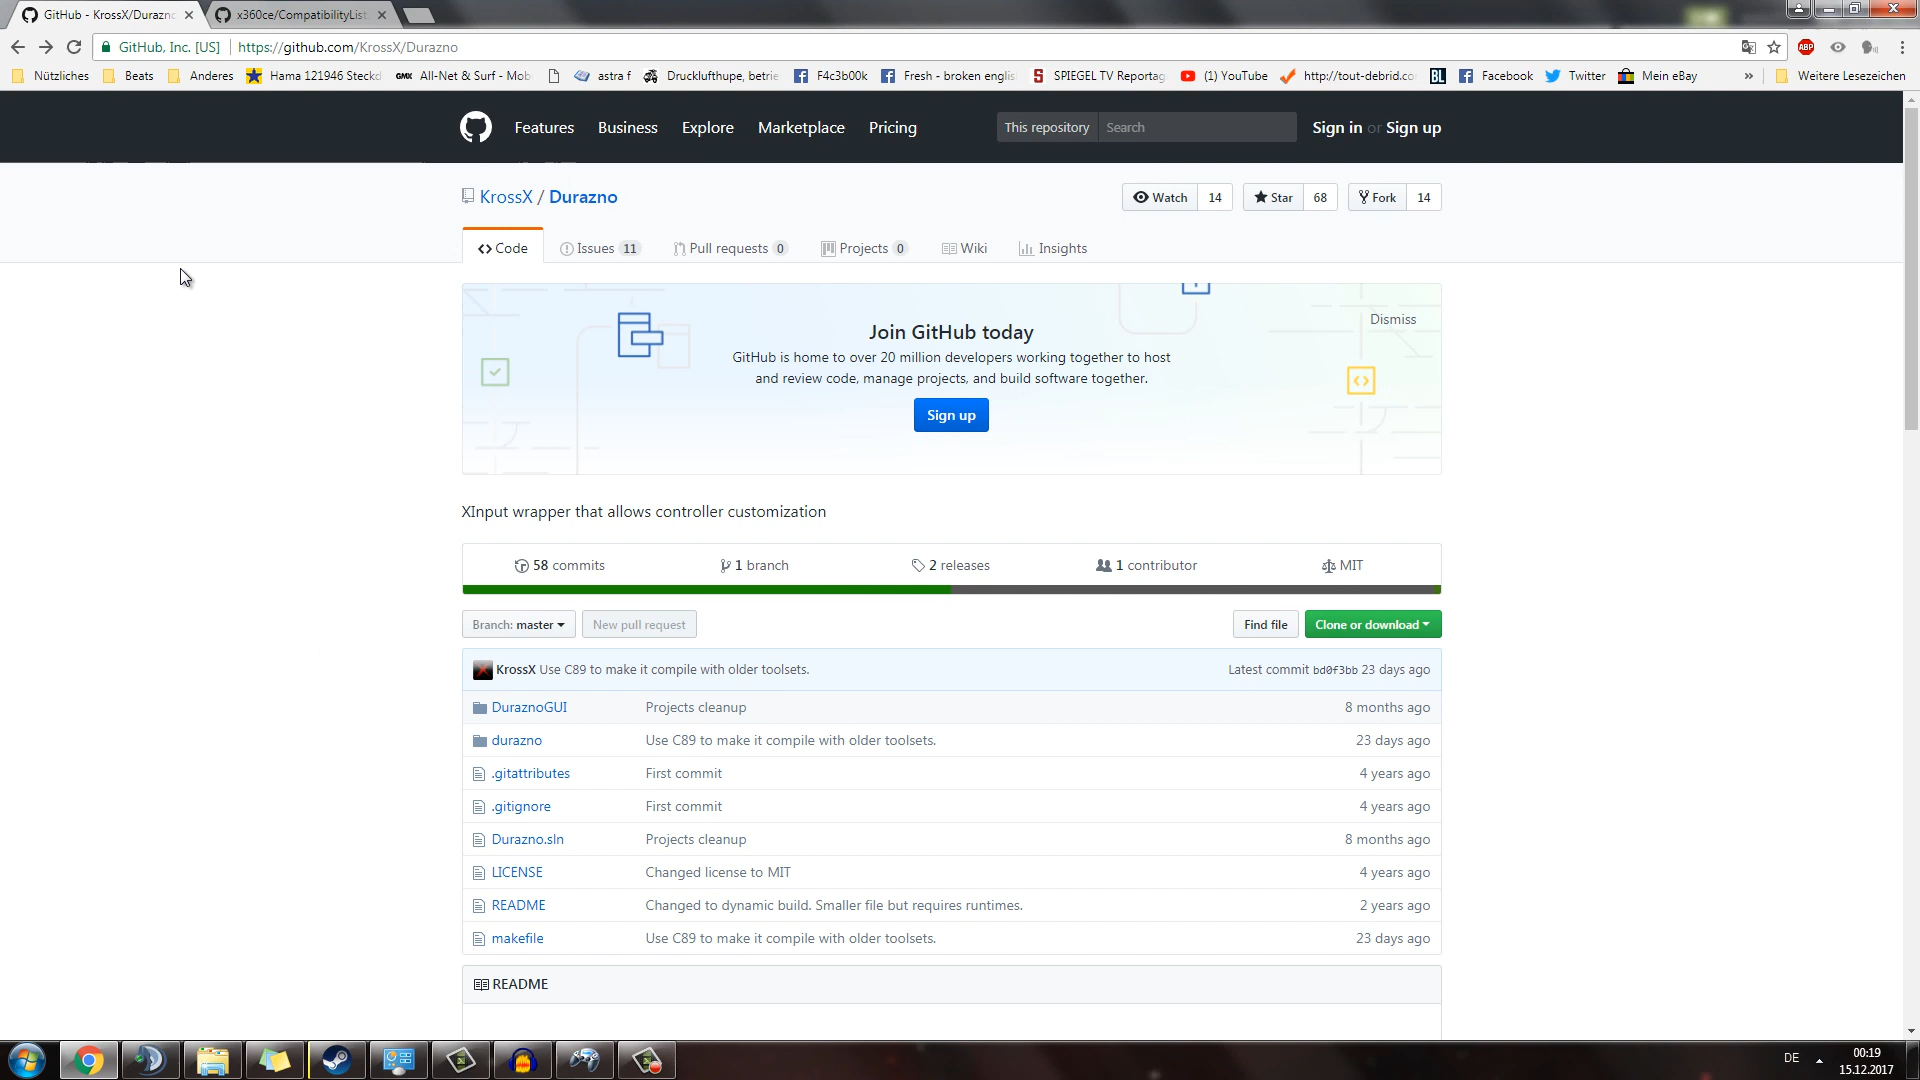 GitHub - KrossX/Durazno
x360ce/CompatibilityList
GitHub, Inc. [US]
https://github.com/KrossX/Durazno
ABP
Nützliches
Beats
Anderes
Hama 121946 Steckd
GMX
All-Net & Surf - Mob
astra f
Drucklufthupe, betrie
F4c3b00k
Fresh - broken englis
SPIEGEL TV Reportag
(1) YouTube
http://tout-debrid.co
BL
Facebook
Twitter
Mein eBay
»
Weitere Lesezeichen
Features
Business
Explore
Marketplace
Pricing
This repository
Search
Sign in or Sign up
KrossX / Durazno
Watch 14
Star 68
Fork 14
Code
Issues 11
Pull requests 0
Projects 0
Wiki
Insights
Join GitHub today
Dismiss
GitHub is home to over 20 million developers working together to host
and review code, manage projects, and build software together.
Sign up
XInput wrapper that allows controller customization
58 commits
1 branch
2 releases
1 contributor
MIT
Branch: master
New pull request
Find file
Clone or download
KrossX Use C89 to make it compile with older toolsets.
Latest commit bd0f3bb 23 days ago
DuraznoGUI
Projects cleanup
8 months ago
durazno
Use C89 to make it compile with older toolsets.
23 days ago
.gitattributes
First commit
4 years ago
.gitignore
First commit
4 years ago
Durazno.sln
Projects cleanup
8 months ago
LICENSE
Changed license to MIT
4 years ago
README
Changed to dynamic build. Smaller file but requires runtimes.
2 years ago
makefile
Use C89 to make it compile with older toolsets.
23 days ago
README
DE
00:19
15.12.2017